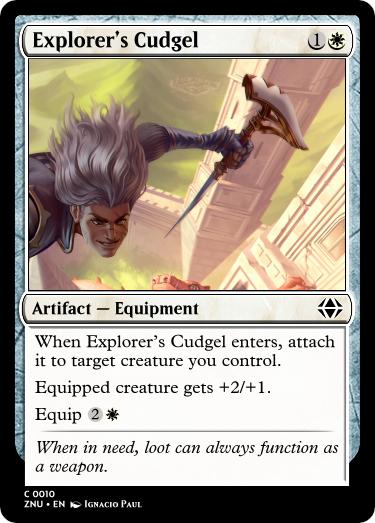 Explorer's Cudgel 1
Artifact — Equipment
When Explorer's Cudgel enters, attach
it to target creature you control.
Equipped creature gets +2/+1.
Equip 2
When in need, loot can always function as
a weapon.
C 0010
ZNU • EN Ignacio Paul